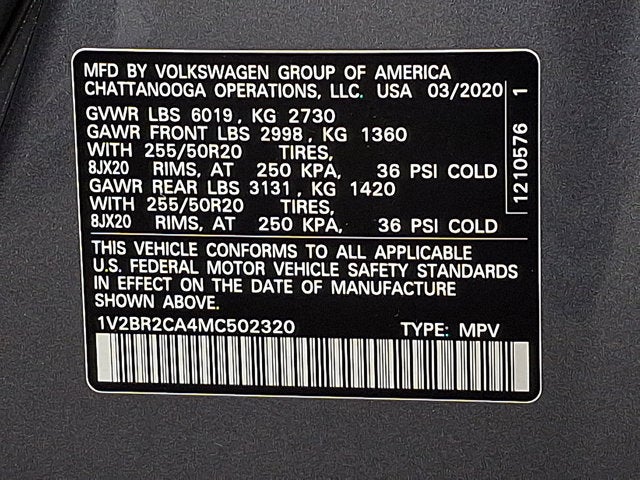 MFD BY VOLKSWAGEN GROUP OF AMERICA
CHATTANOOGA OPERATIONS, LLC. USA 03/2020
GVWR LBS 6019, KG 2730
GAWR FRONT LBS 2998, KG 1360
WITH 255/50R20 TIRES,
8JX20 RIMS, AT 250 KPA, 36 PSI COLD
GAWR REAR LBS 3131, KG 1420
WITH 255/50R20 TIRES,
8JX20 RIMS, AT 250 KPA, 36 PSI COLD
1210576 1
THIS VEHICLE CONFORMS TO ALL APPLICABLE
U.S. FEDERAL MOTOR VEHICLE SAFETY STANDARDS
IN EFFECT ON THE DATE OF MANUFACTURE
SHOWN ABOVE.
1V2BR2CA4MC502320 TYPE: MPV